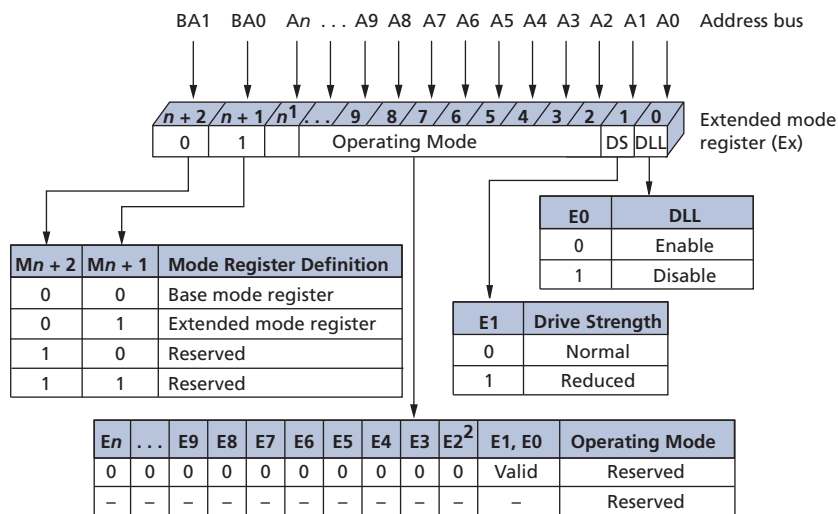 BA1 BA0 An . . . A9 A8 A7 A6 A5 A4 A3 A2 A1 A0 Address bus
n + 2 n + 1 n1 . . . 9 8 7 6 5 4 3 2 1 0
Extended mode
register (Ex)
0 1 Operating Mode DS DLL
E0 DLL
0 Enable
1 Disable
Mn + 2 Mn + 1 Mode Register Definition
0 0 Base mode register
0 1 Extended mode register
1 0 Reserved
1 1 Reserved
E1 Drive Strength
0 Normal
1 Reduced
En . . . E9 E8 E7 E6 E5 E4 E3 E2² E1, E0 Operating Mode
0 0 0 0 0 0 0 0 0 0 Valid Reserved
– – – – – – – – – – – Reserved